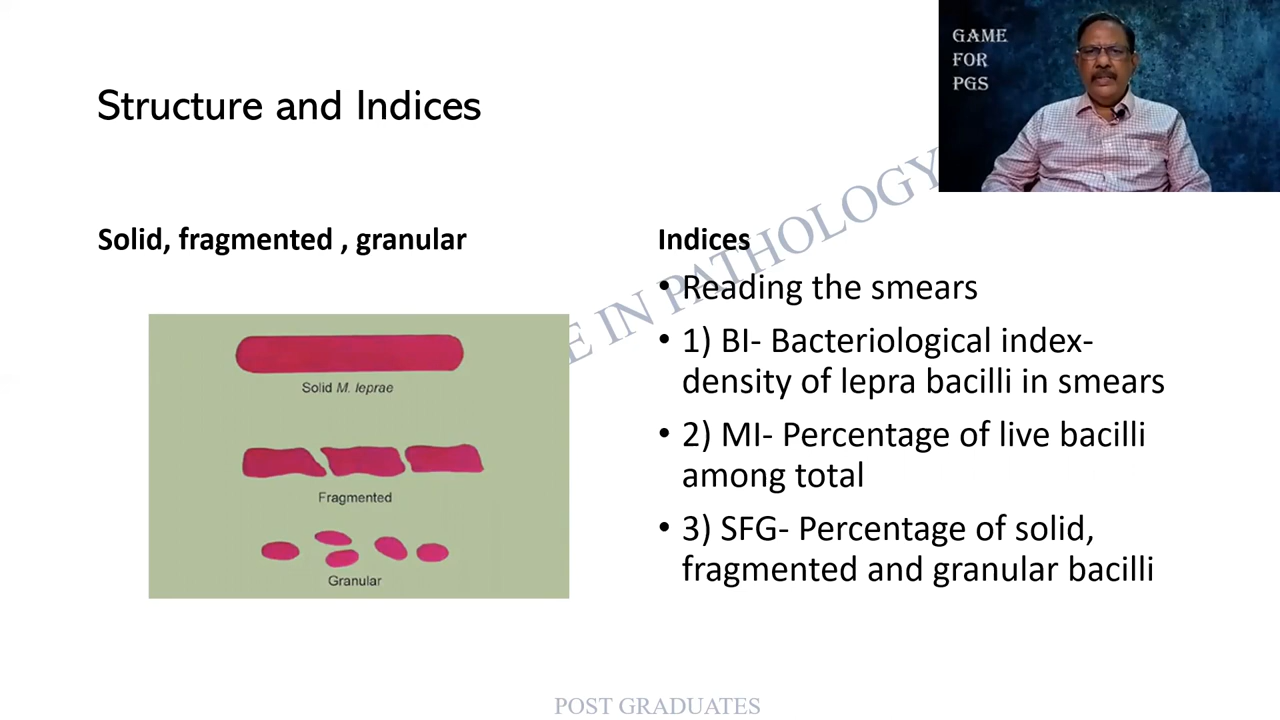 GAME
FOR
PGS
Structure and Indices
Solid, fragmented , granular
Solid M. leprae
Fragmented
Granular
Indices
• Reading the smears
• 1) BI- Bacteriological index-
density of lepra bacilli in smears
• 2) MI- Percentage of live bacilli
among total
• 3) SFG- Percentage of solid,
fragmented and granular bacilli
E IN PATHOLOGY
POST GRADUATES